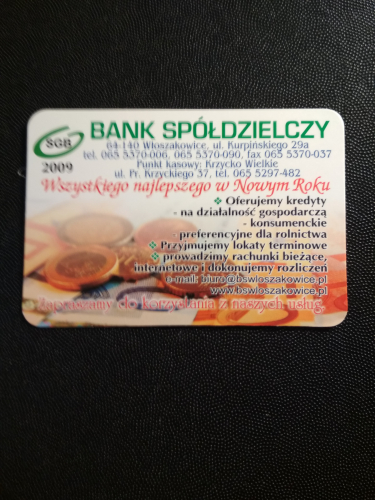 SGB
2009
BANK SPÓŁDZIELCZY
64-140 Włoszakowice, ul. Kurpińskiego 29a
tel. 065 5370-006, 065 5370-090, fax 065 5370-037
Punkt kasowy: Krzycko Wielkie
ul. Pr. Krzyckiego 37, tel. 065 5297-482
Wszystkiego najlepszego w Nowym Roku
Oferujemy kredyty
- na działalność gospodarczą
- konsumenckie
- preferencyjne dla rolnictwa
Przyjmujemy lokaty terminowe
prowadzimy rachunki bieżące,
internetowe i dokonujemy rozliczeń
e-mail: biuro@bswloszakowice.pl
www.bswloszakowice.pl
Zapraszamy do korzystania z naszych usług.